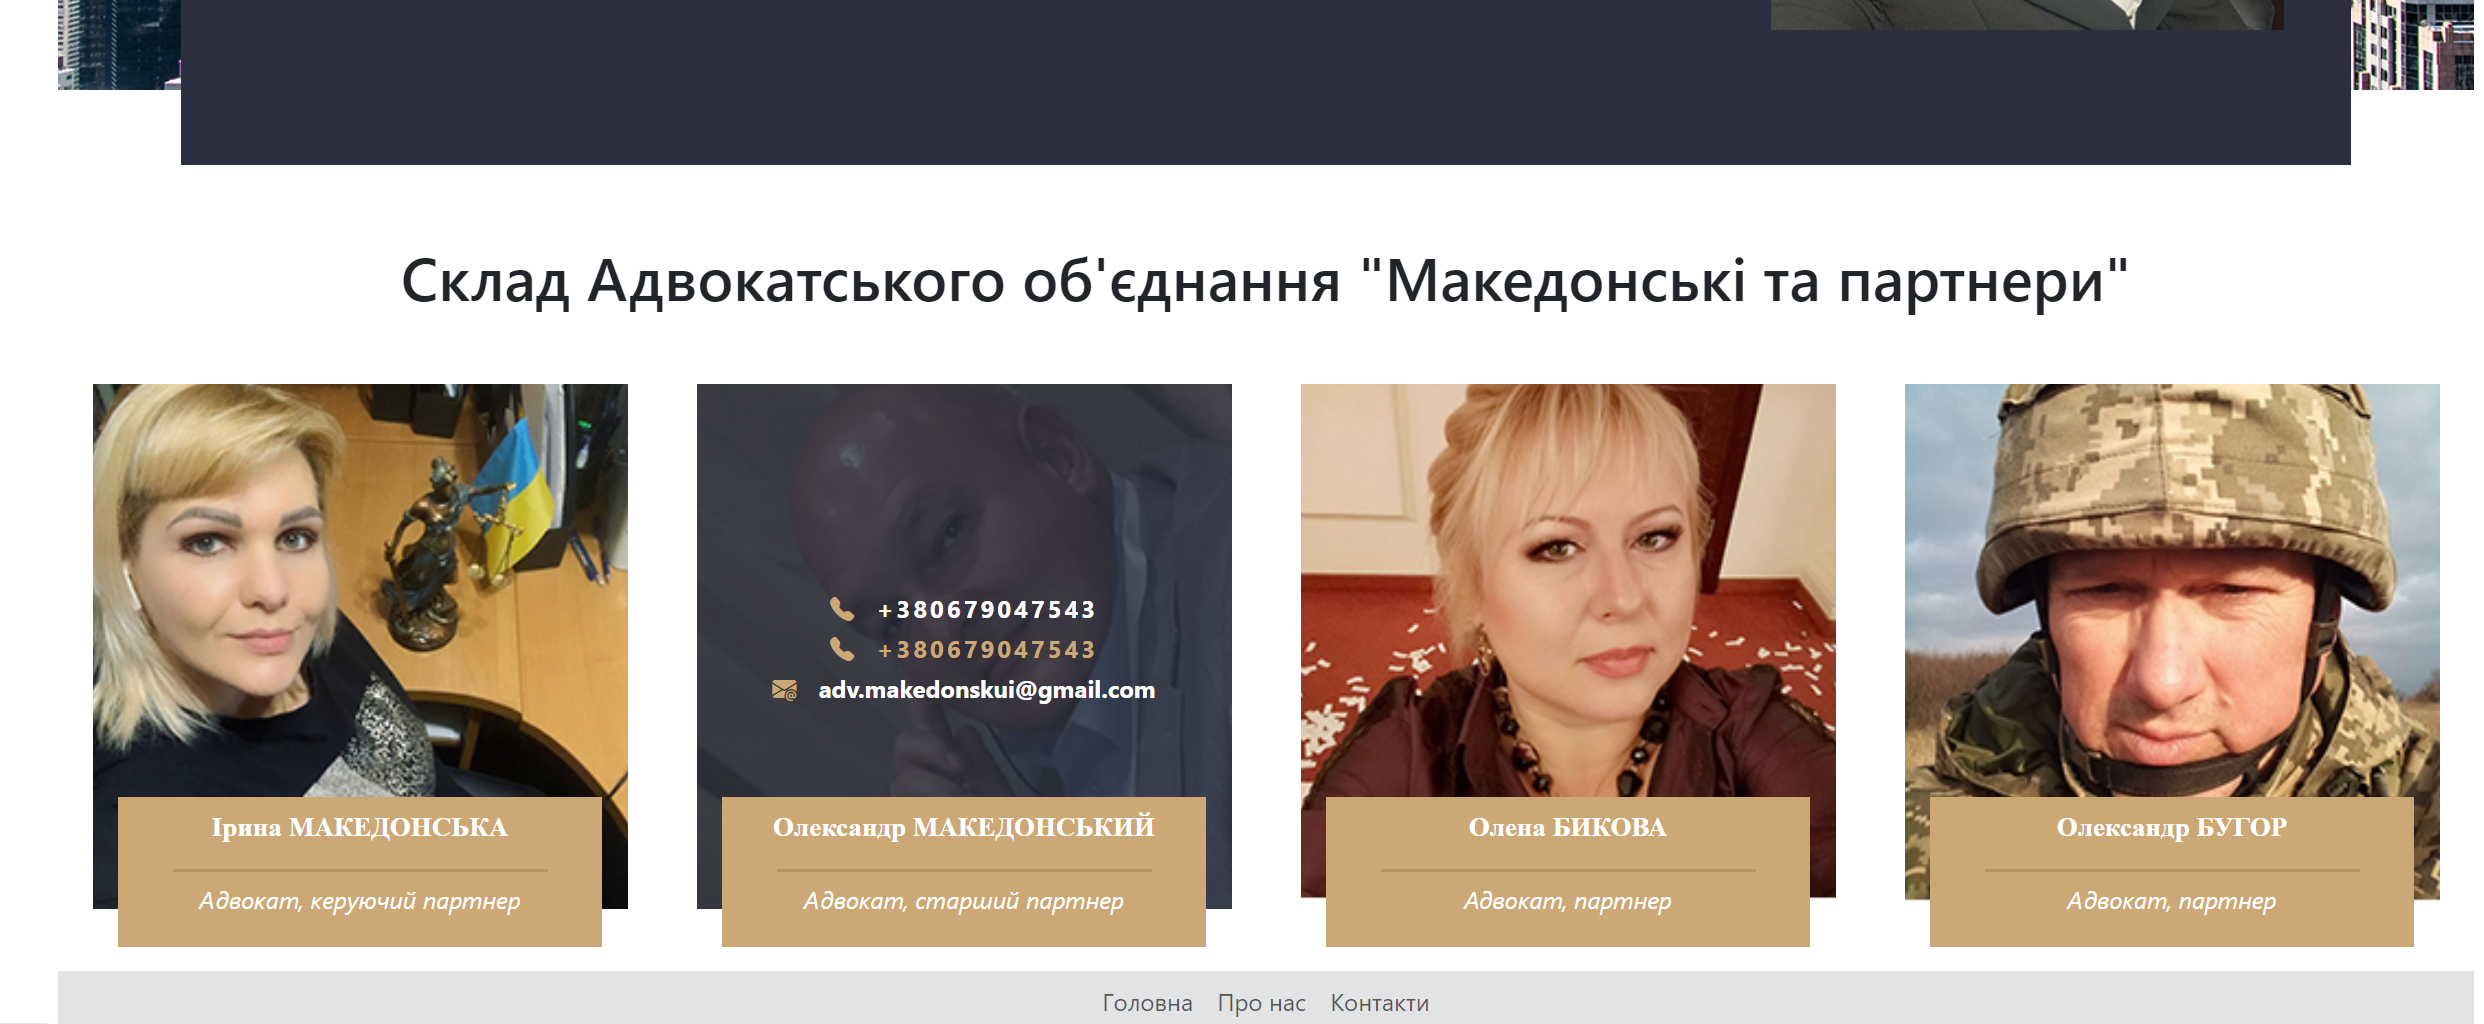 Склад Адвокатського об'єднання "Македонські та партнери"
+380679047543
+380679047543
adv.makedonskui@gmail.com
Ірина МАКЕДОНСЬКА
Адвокат, керуючий партнер
Олександр МАКЕДОНСЬКИЙ
Адвокат, старший партнер
Олена БИКОВА
Адвокат, партнер
Олександр БУГОР
Адвокат, партнер
Головна Про нас Контакти